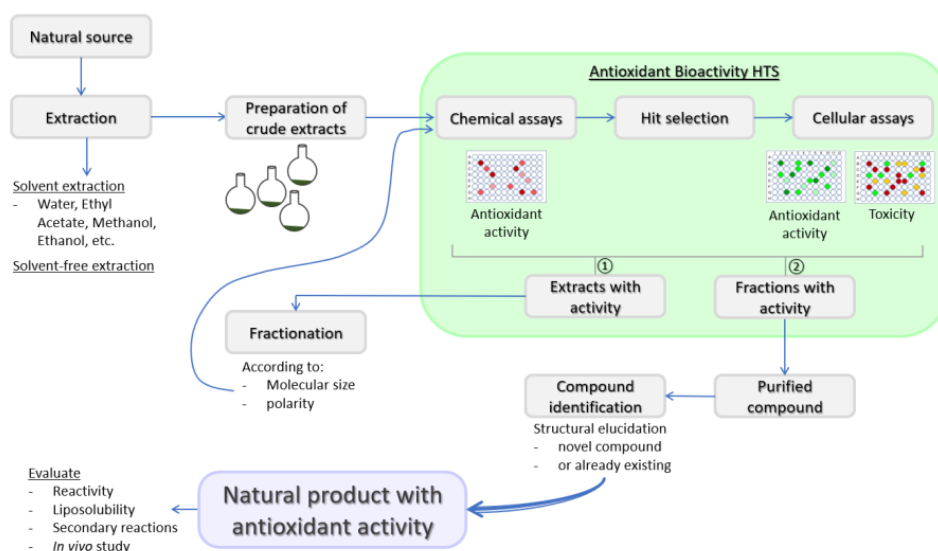 Natural source
Extraction
Solvent extraction
- Water, Ethyl
Acetate, Methanol,
Ethanol, etc.
Solvent-free extraction
Preparation of
crude extracts
Antioxidant Bioactivity HTS
Chemical assays
Hit selection
Cellular assays
Antioxidant
activity
Antioxidant
activity
Toxicity
①
②
Extracts with
activity
Fractions with
activity
Fractionation
According to:
- Molecular size
- polarity
Purified
compound
Compound
identification
Structural elucidation
- novel compound
- or already existing
Natural product with
antioxidant activity
Evaluate
- Reactivity
- Liposolubility
- Secondary reactions
- In vivo study